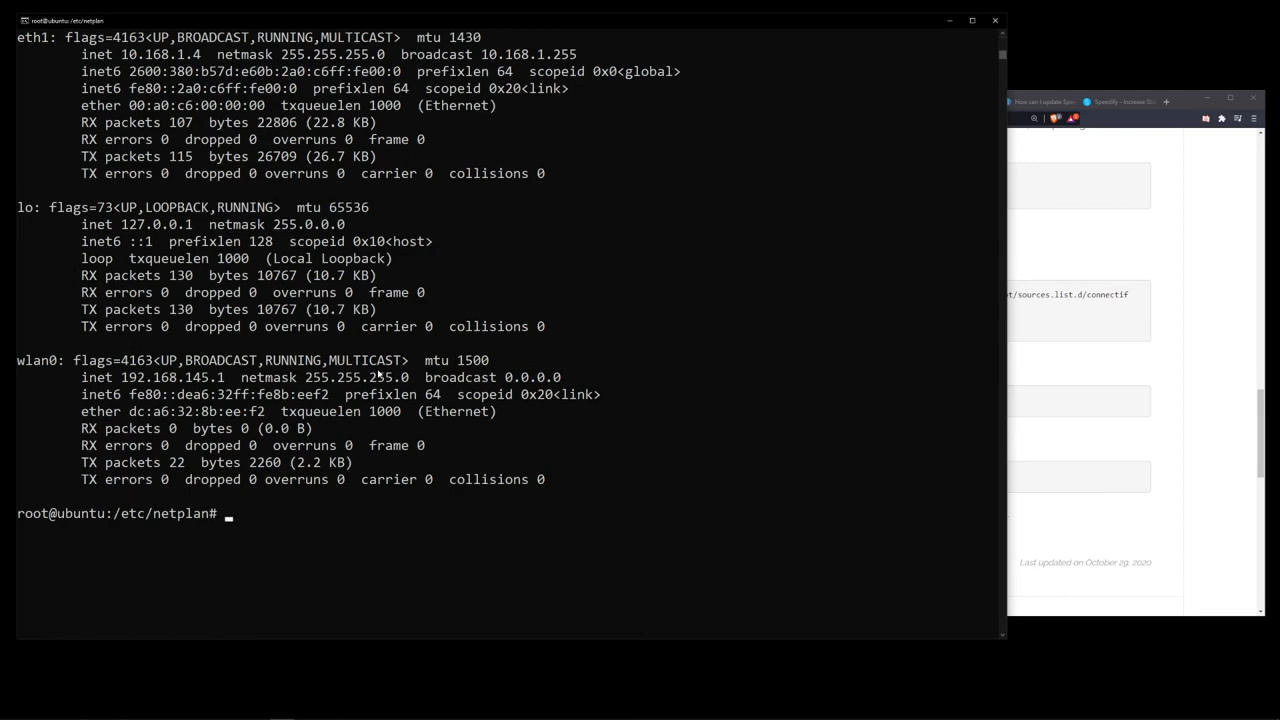 root@ubuntu: /etc/netplan
eth1: flags=4163<UP,BROADCAST,RUNNING,MULTICAST>  mtu 1430
        inet 10.168.1.4  netmask 255.255.255.0  broadcast 10.168.1.255
        inet6 2600:380:b57d:e60b:2a0:c6ff:fe00:0  prefixlen 64  scopeid 0x0<global>
        inet6 fe80::2a0:c6ff:fe00:0  prefixlen 64  scopeid 0x20<link>
        ether 00:a0:c6:00:00:00  txqueuelen 1000  (Ethernet)
        RX packets 107  bytes 22806 (22.8 KB)
        RX errors 0  dropped 0  overruns 0  frame 0
        TX packets 115  bytes 26709 (26.7 KB)
        TX errors 0  dropped 0 overruns 0  carrier 0  collisions 0
lo: flags=73<UP,LOOPBACK,RUNNING>  mtu 65536
        inet 127.0.0.1  netmask 255.0.0.0
        inet6 ::1  prefixlen 128  scopeid 0x10<host>
        loop  txqueuelen 1000  (Local Loopback)
        RX packets 130  bytes 10767 (10.7 KB)
        RX errors 0  dropped 0  overruns 0  frame 0
        TX packets 130  bytes 10767 (10.7 KB)
        TX errors 0  dropped 0 overruns 0  carrier 0  collisions 0
wlan0: flags=4163<UP,BROADCAST,RUNNING,MULTICAST>  mtu 1500
        inet 192.168.145.1  netmask 255.255.255.0  broadcast 0.0.0.0
        inet6 fe80::dea6:32ff:fe8b:eef2  prefixlen 64  scopeid 0x20<link>
        ether dc:a6:32:8b:ee:f2  txqueuelen 1000  (Ethernet)
        RX packets 0  bytes 0 (0.0 B)
        RX errors 0  dropped 0  overruns 0  frame 0
        TX packets 22  bytes 2260 (2.2 KB)
        TX errors 0  dropped 0 overruns 0  carrier 0  collisions 0
root@ubuntu:/etc/netplan#
How can I update Spee
Speedify - Increase
t/sources.list.d/connectif
Last updated on October 29, 2020